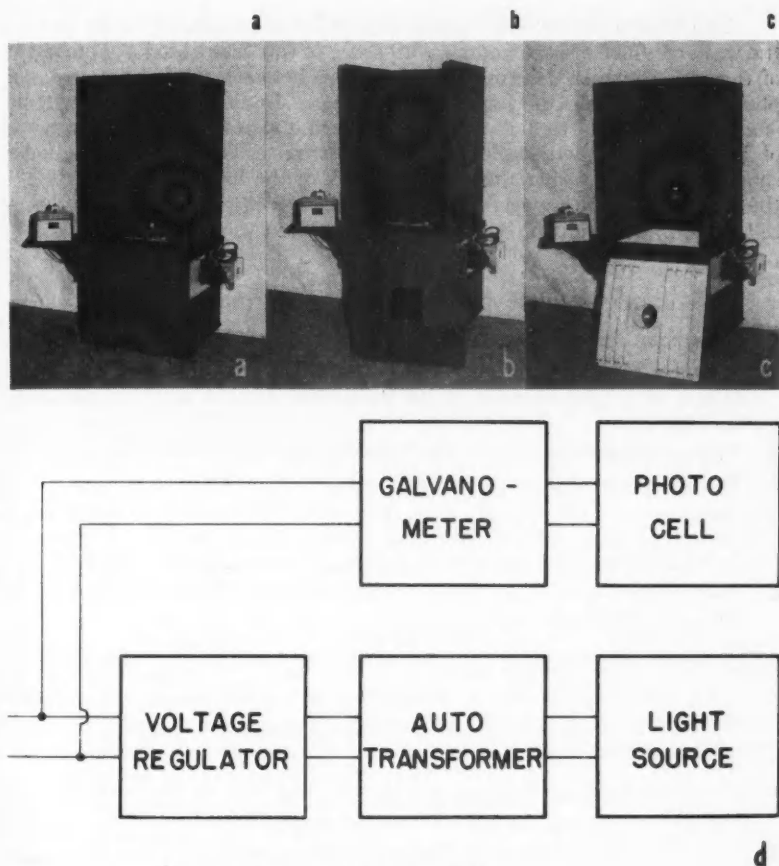 a b c
a b c
GALVANO -
METER
PHOTO
CELL
VOLTAGE
REGULATOR
AUTO
TRANSFORMER
LIGHT
SOURCE
d